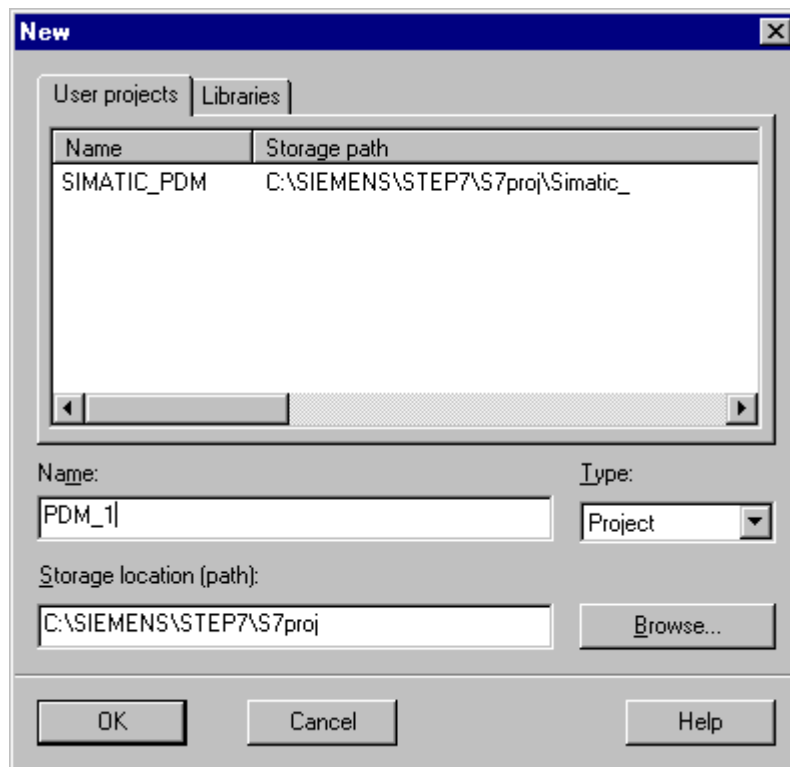 New
User projects Libraries
Name Storage path
SIMATIC_PDM C:\SIEMENS\STEP7\S7proj\Simatic_
Name: Type:
PDM_1 Project
Storage location (path):
C:\SIEMENS\STEP7\S7proj Browse...
OK Cancel Help